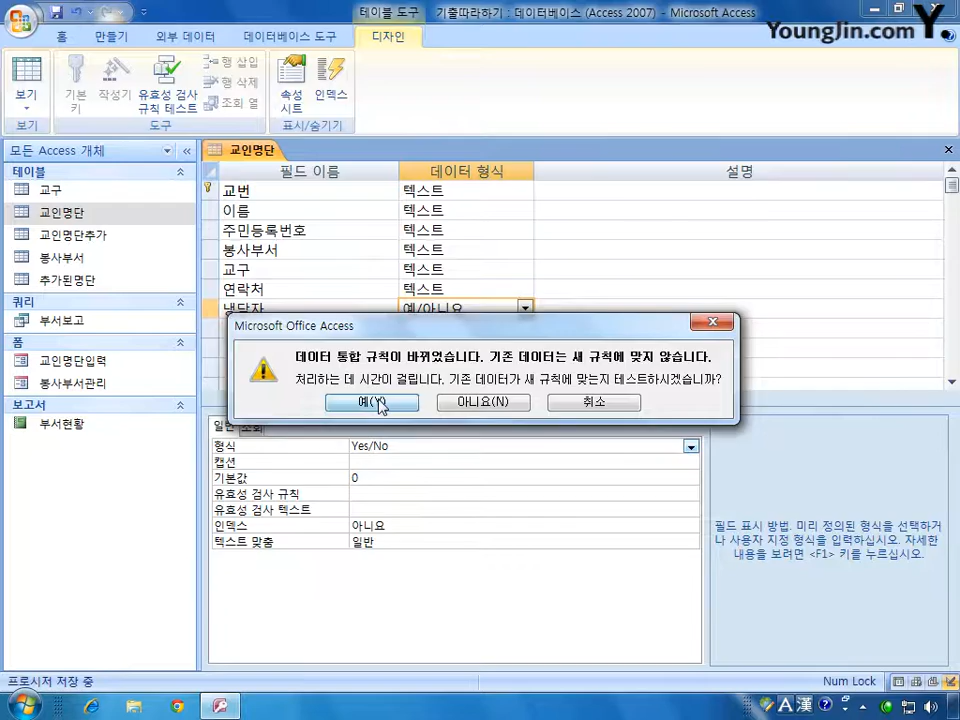 테이블 도구
기출따라하기 : 데이터베이스 (Access 2007) - Microsoft Access
YoungJin.com Y.
홈
만들기
외부 데이터
데이터베이스 도구
디자인
보기
기본 키
작성기
유효성 검사 규칙 테스트
행 삽입
행 삭제
조회 열
속성 시트
인덱스
보기
도구
표시/숨기기
모든 Access 개체
테이블
교구
교인명단
교인명단추가
봉사부서
추가된명단
쿼리
부서보고
폼
교인명단입력
봉사부서관리
보고서
부서현황
교인명단
필드 이름 데이터 형식 설명
교번 텍스트
이름 텍스트
주민등록번호 텍스트
봉사부서 텍스트
교구 텍스트
연락처 텍스트
냉담자 예/아니요
Microsoft Office Access
데이터 통합 규칙이 바뀌었습니다. 기존 데이터는 새 규칙에 맞지 않습니다.
처리하는 데 시간이 걸립니다. 기존 데이터가 새 규칙에 맞는지 테스트하시겠습니까?
예(Y) 아니요(N) 취소
일반 조회
형식 Yes/No
캡션
기본값 0
유효성 검사 규칙
유효성 검사 텍스트
인덱스 아니요
텍스트 맞춤 일반
필드 표시 방법. 미리 정의된 형식을 선택하거
나 사용자 지정 형식을 입력하십시오. 자세한
내용을 보려면 <F1> 키를 누르십시오.
프로시저 저장 중
Num Lock
A 漢